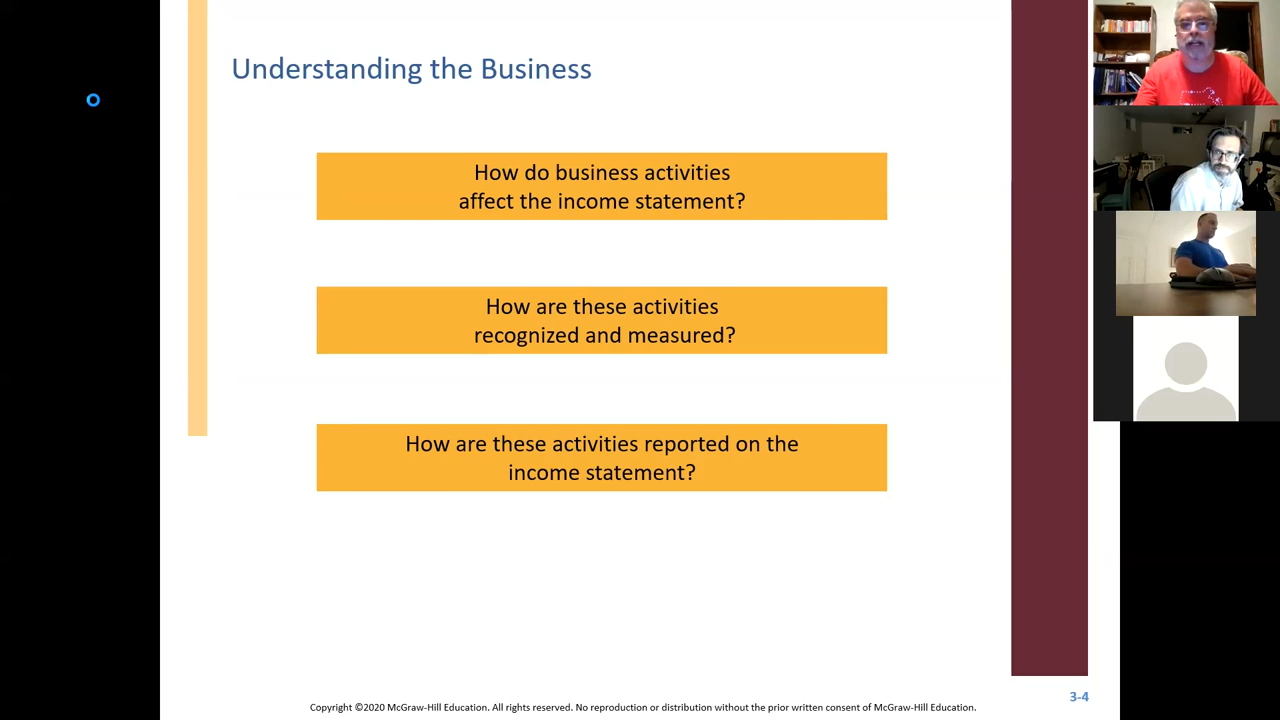 Understanding the Business
How do business activities
affect the income statement?
How are these activities
recognized and measured?
How are these activities reported on the
income statement?
3-4
Copyright ©2020 McGraw-Hill Education. All rights reserved. No reproduction or distribution without the prior written consent of McGraw-Hill Education.